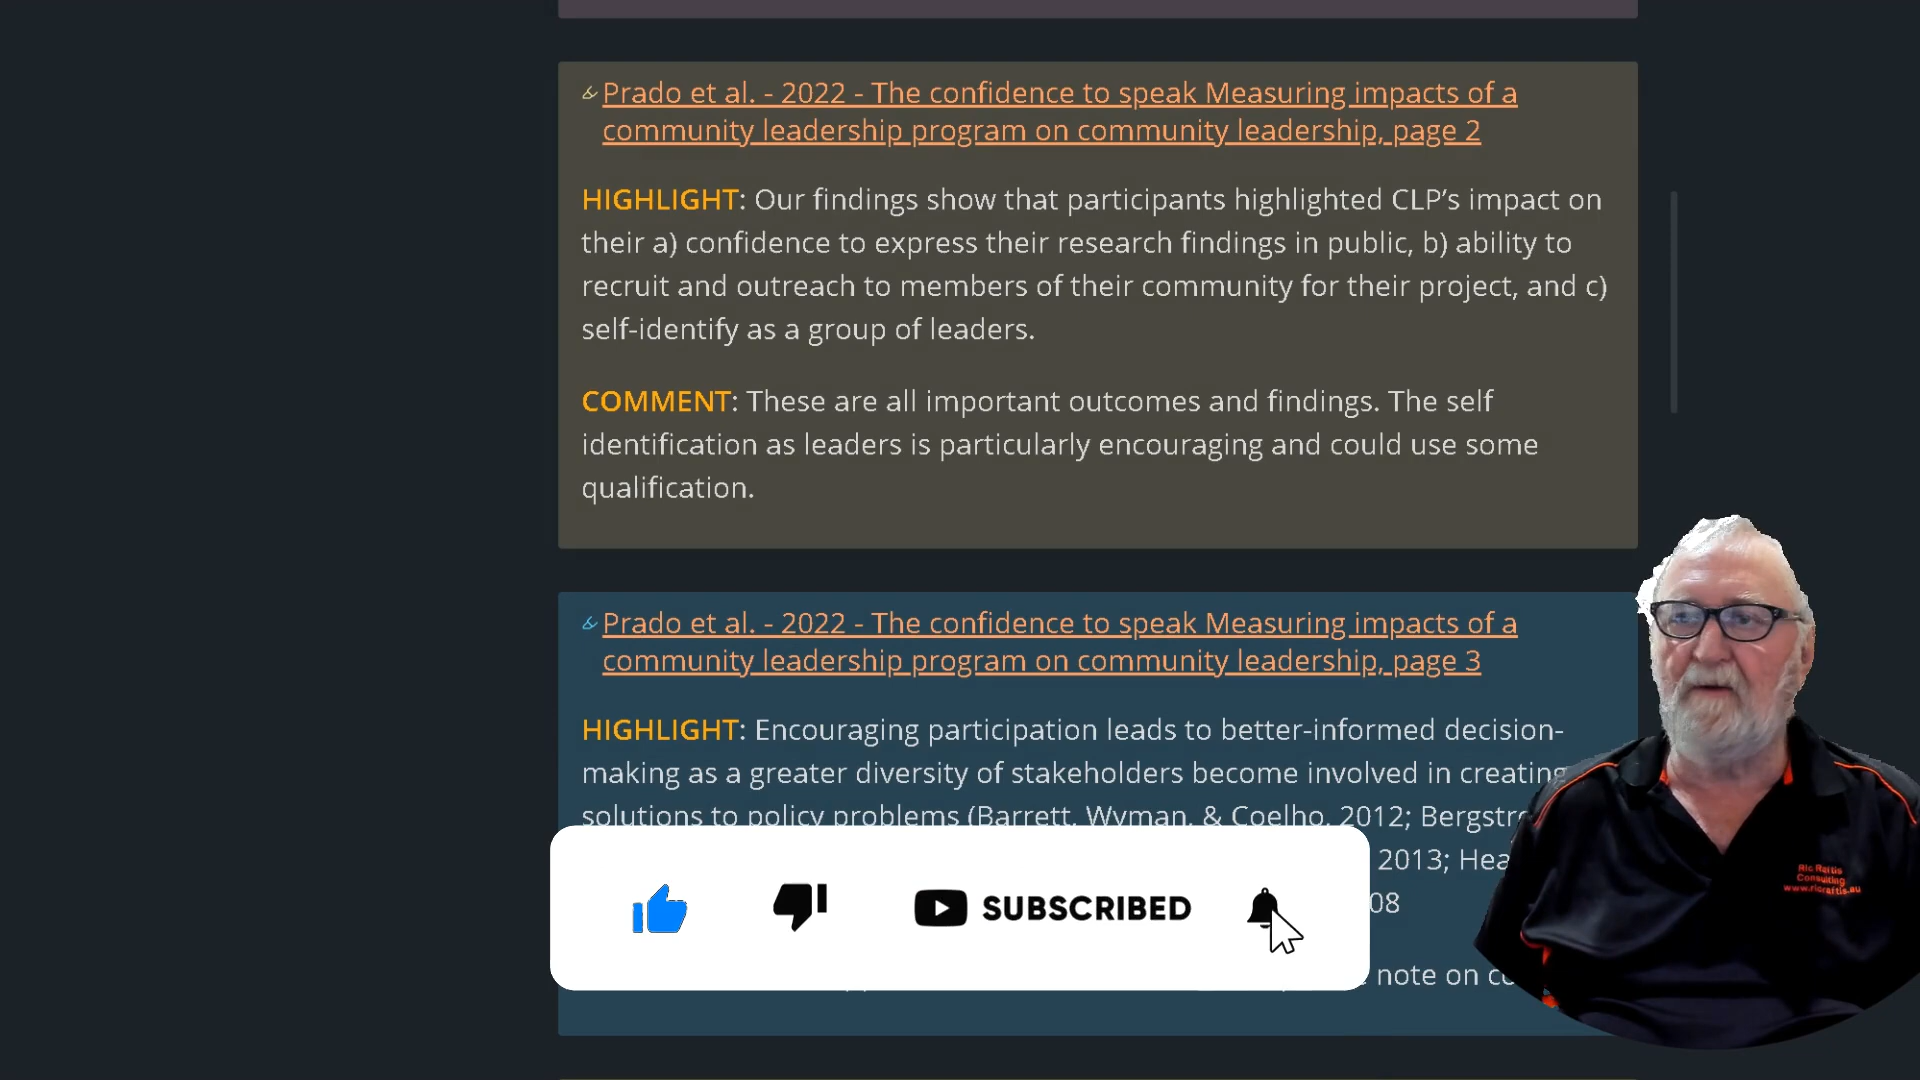 Prado et al. - 2022 - The confidence to speak Measuring impacts of a
community leadership program on community leadership, page 2
HIGHLIGHT: Our findings show that participants highlighted CLP’s impact on
their a) confidence to express their research findings in public, b) ability to
recruit and outreach to members of their community for their project, and c)
self-identify as a group of leaders.
COMMENT: These are all important outcomes and findings. The self
identification as leaders is particularly encouraging and could use some
qualification.
Prado et al. - 2022 - The confidence to speak Measuring impacts of a
community leadership program on community leadership, page 3
HIGHLIGHT: Encouraging participation leads to better-informed decision-
making as a greater diversity of stakeholders become involved in creating
solutions to policy problems (Barrett, Wyman, & Coelho, 2012;
2013;
08
note on
SUBSCRIBED
Ric Raftis
Consulting
www.ricraftis.au